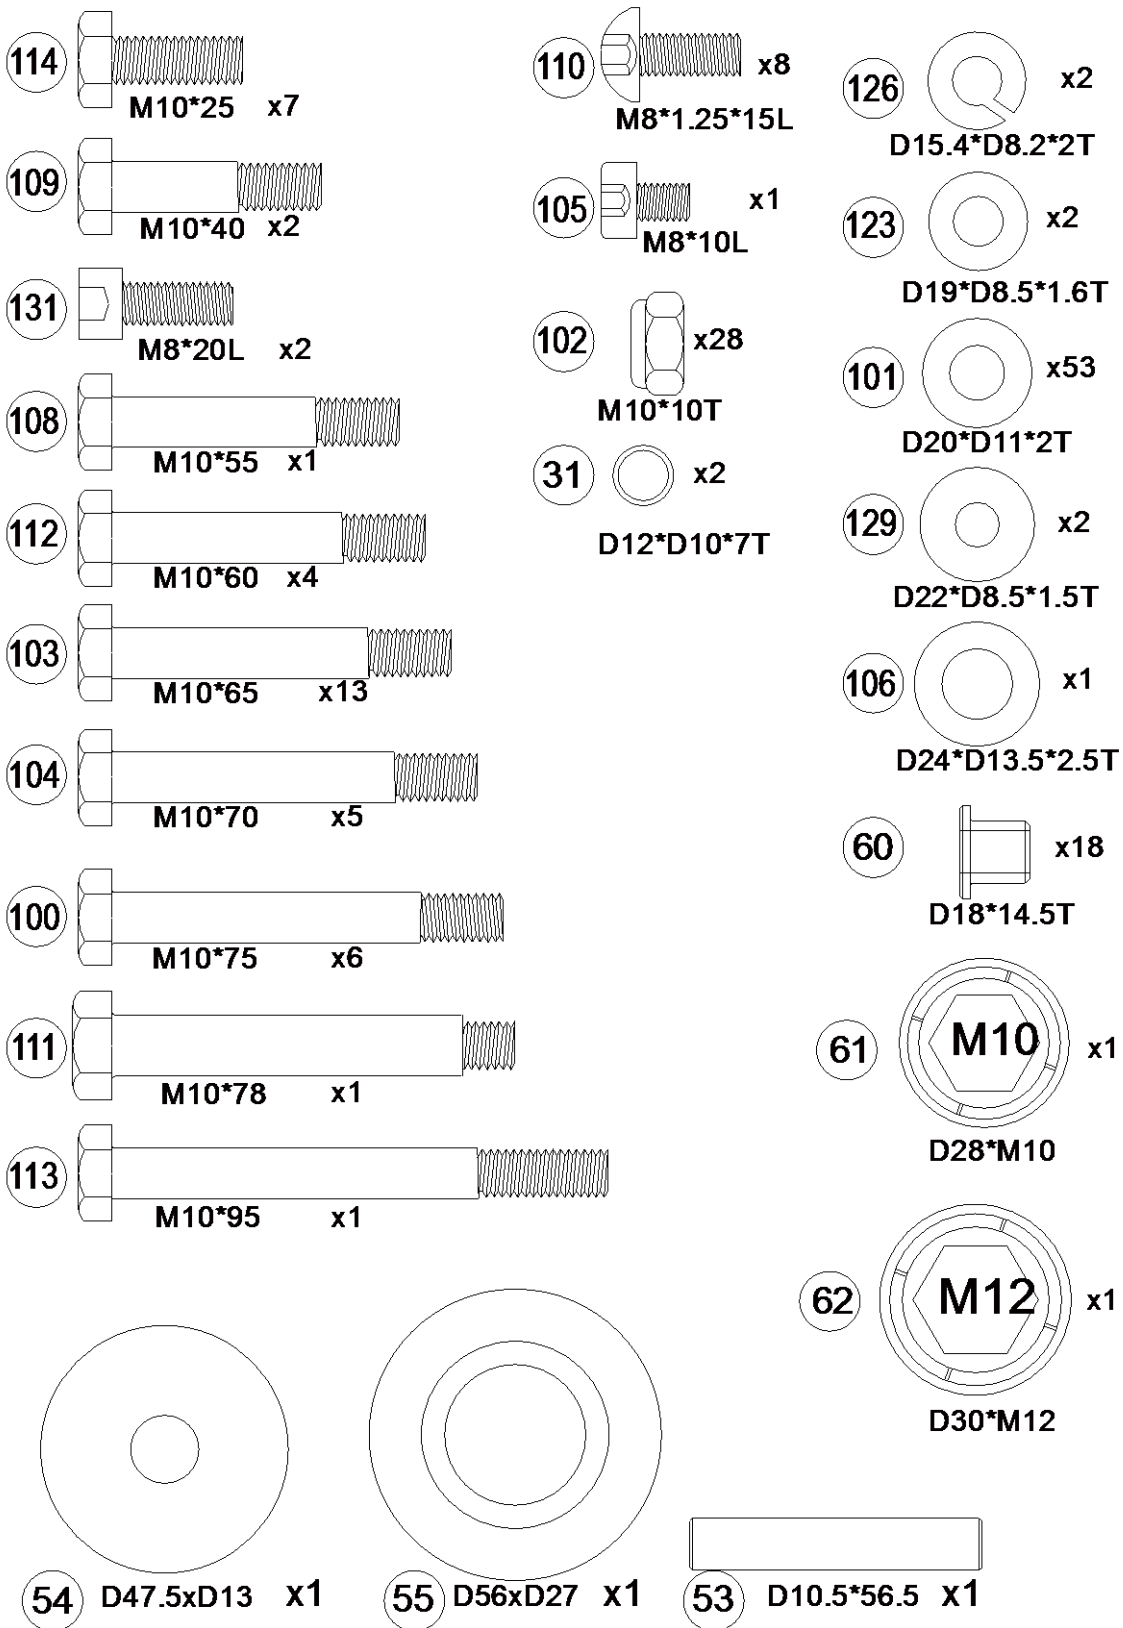 114
M10*25 x7
109
M10*40 x2
131
M8*20L x2
108
M10*55 x1
112
M10*60 x4
103
M10*65 x13
104
M10*70 x5
100
M10*75 x6
111
M10*78 x1
113
M10*95 x1
110 x8
M8*1.25*15L
105 x1
M8*10L
102 x28
M10*10T
31 x2
D12*D10*7T
126 x2
D15.4*D8.2*2T
123 x2
D19*D8.5*1.6T
101 x53
D20*D11*2T
129 x2
D22*D8.5*1.5T
106 x1
D24*D13.5*2.5T
60 x18
D18*14.5T
61 M10 x1
D28*M10
62 M12 x1
D30*M12
54 D47.5xD13 x1
55 D56xD27 x1
53 D10.5*56.5 x1